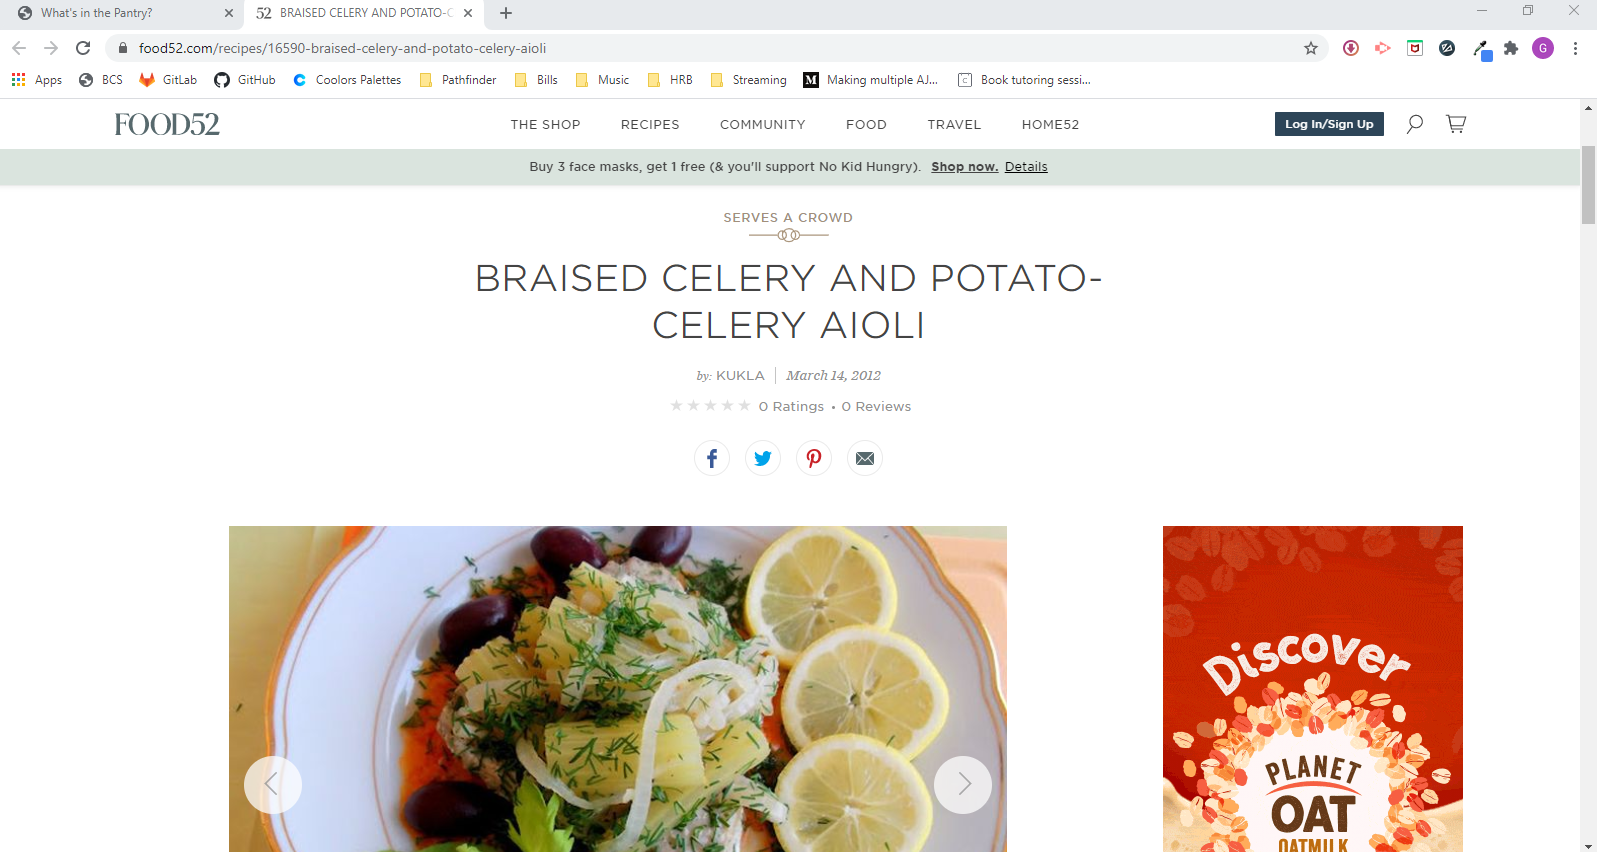 What's in the Pantry?
52 BRAISED CELERY AND POTATO-C
food52.com/recipes/16590-braised-celery-and-potato-celery-aioli
G
Apps BCS GitLab GitHub Coolors Palettes Pathfinder Bills Music HRB Streaming M Making multiple AJ... Book tutoring sessi...
FOOD52 THE SHOP RECIPES COMMUNITY FOOD TRAVEL HOME52 Log In/Sign Up
Buy 3 face masks, get 1 free (& you'll support No Kid Hungry). Shop now. Details
SERVES A CROWD
BRAISED CELERY AND POTATO-
CELERY AIOLI
by: KUKLA March 14, 2012
0 Ratings • 0 Reviews
Discover
PLANET
OAT
OATMILK